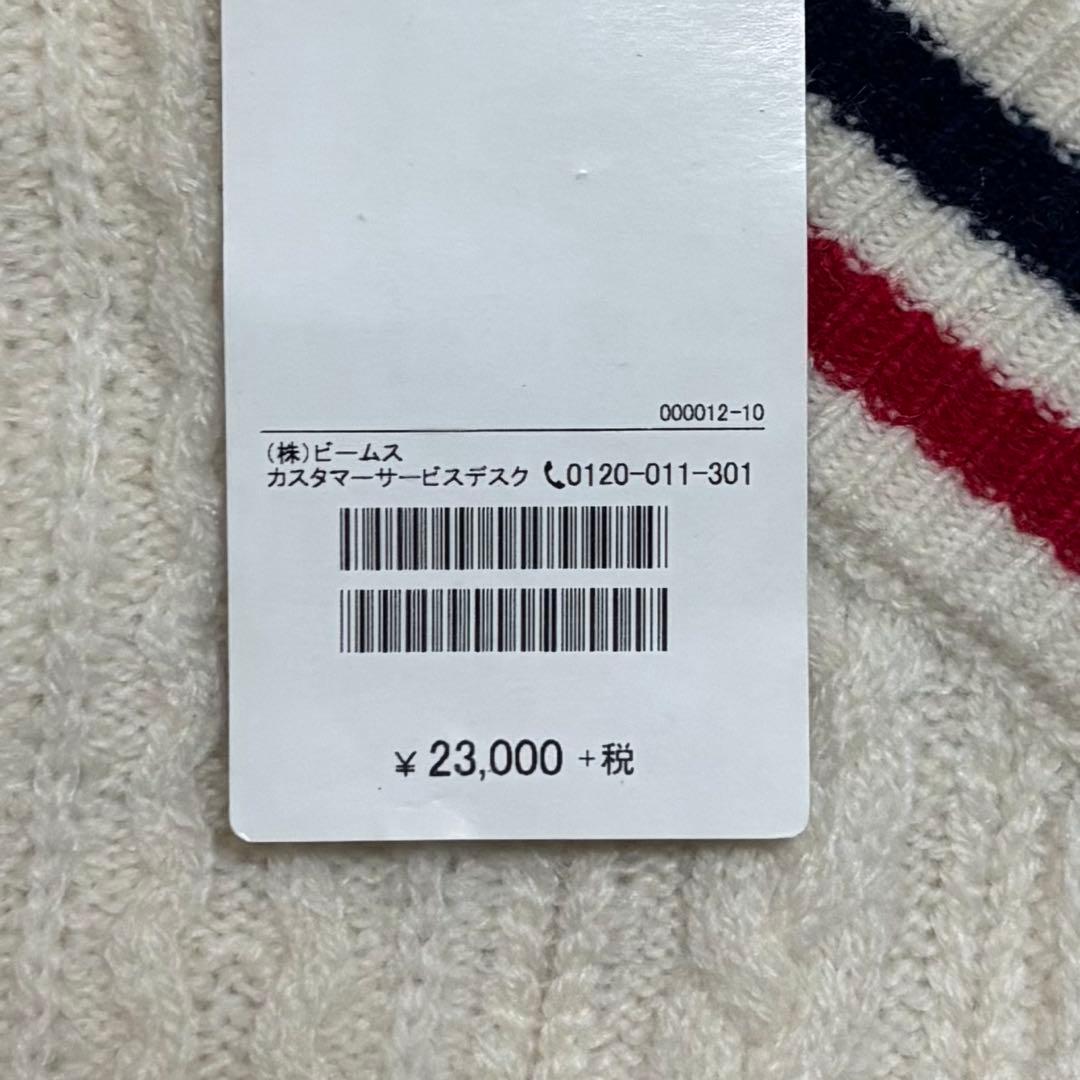 000012-10
(株)ビームス
カスタマーサービスデスク 📞0120-011-301
¥ 23,000 +税